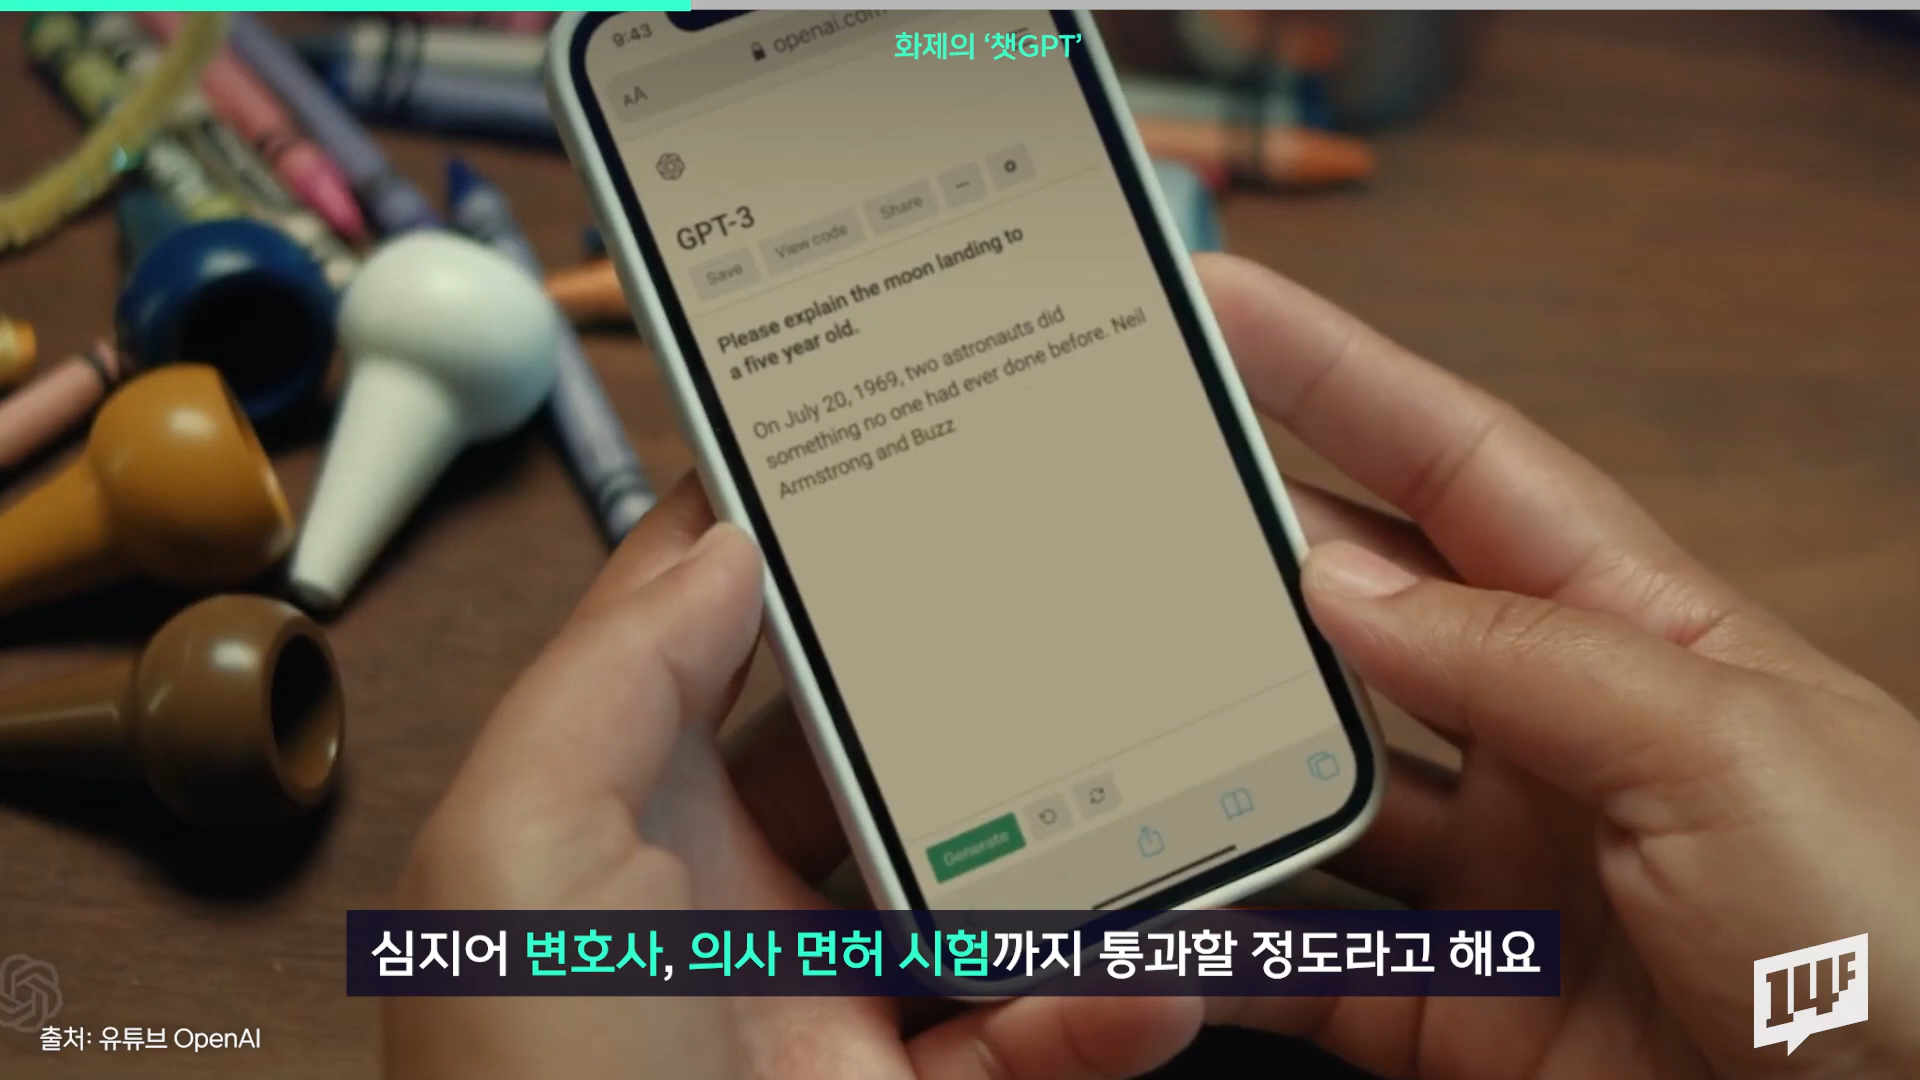 화제의 ‘챗GPT’
9:43
openai.com
AA
GPT-3
Save
View code
Share
Please explain the moon landing to
a five year old.
On July 20, 1969, two astronauts did
something no one had ever done before. Neil
Armstrong and Buzz
Generate
심지어 변호사, 의사 면허 시험까지 통과할 정도라고 해요
출처: 유튜브 OpenAI
14F